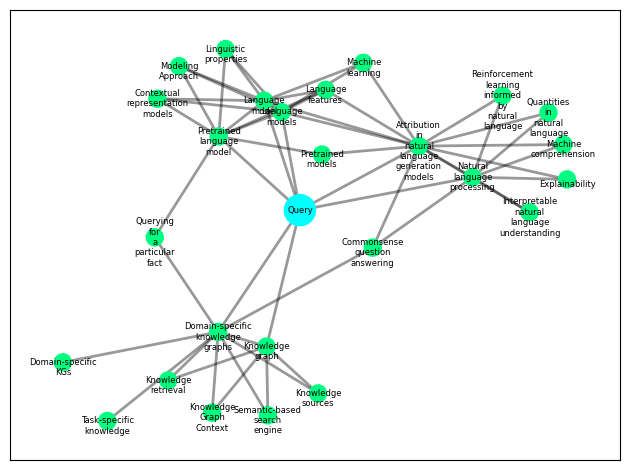 Linguistic
properties
Modeling
Approach
Machine
learning
Contextual
representation
models
Language
model
Language
models
Language
features
Reinforcement
learning
informed
by
natural
language
Quantities
in
natural
language
Pretrained
language
model
Pretrained
models
Attribution
in
natural
language
generation
models
Machine
comprehension
Natural
language
processing
Explainability
Query
Interpretable
natural
language
understanding
Querying
for
a
particular
fact
Commonsense
question
answering
Domain-specific
knowledge
graphs
Knowledge
graph
Domain-specific
KGs
Knowledge
retrieval
Knowledge
sources
Task-specific
knowledge
Knowledge
Graph
Context
Semantic-based
search
engine